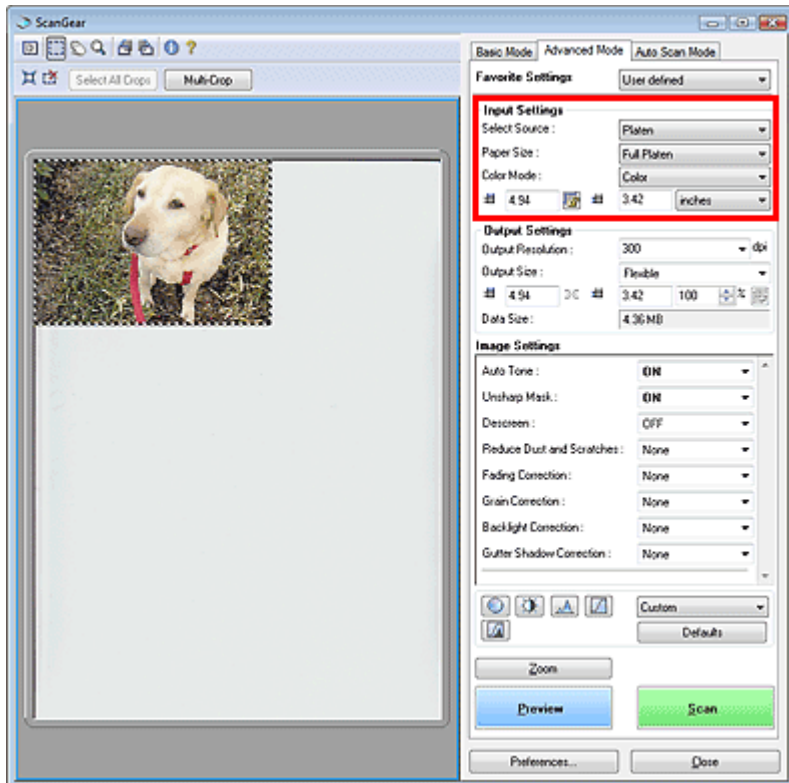 ScanGear
Select All Crops
Multi-Crop
Basic Mode
Advanced Mode
Auto Scan Mode
Favorite Settings
User defined
Input Settings
Select Source :
Platen
Paper Size :
Full Platen
Color Mode :
Color
4.94
3.42
inches
Output Settings
Output Resolution :
300
dpi
Output Size :
Flexible
4.94
3.42
100
%
Data Size :
4.36 MB
Image Settings
Auto Tone :
ON
Unsharp Mask :
ON
Descreen :
OFF
Reduce Dust and Scratches :
None
Fading Correction :
None
Grain Correction :
None
Backlight Correction :
None
Gutter Shadow Correction :
None
Custom
Defaults
Zoom
Preview
Scan
Preferences...
Close